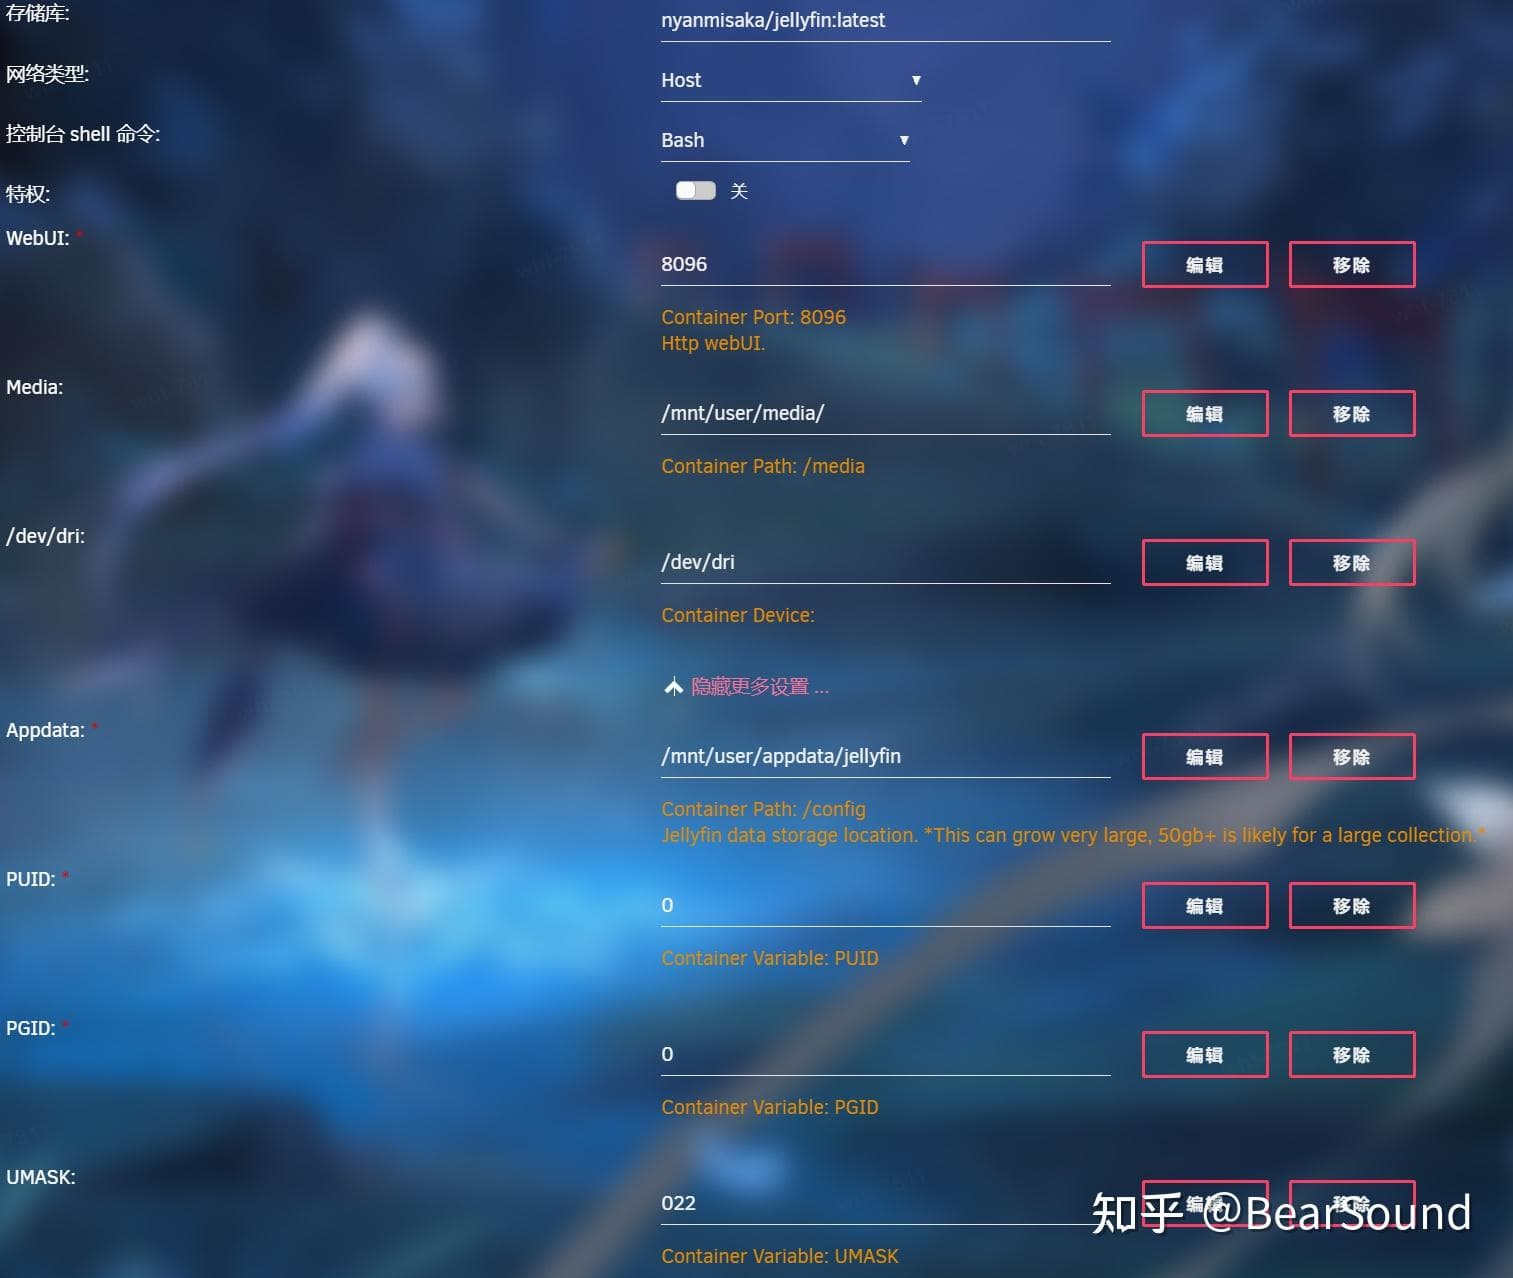 存储库:
nyanmisaka/jellyfin:latest
网络类型:
Host
控制台 shell 命令:
Bash
特权:
关
WebUI: *
8096
编辑
移除
Container Port: 8096
Http webUI.
Media:
/mnt/user/media/
编辑
移除
Container Path: /media
/dev/dri:
/dev/dri
编辑
移除
Container Device:
隐藏更多设置 ...
Appdata: *
/mnt/user/appdata/jellyfin
编辑
移除
Container Path: /config
Jellyfin data storage location. *This can grow very large, 50gb+ is likely for a large collection.*
PUID: *
0
编辑
移除
Container Variable: PUID
PGID: *
0
编辑
移除
Container Variable: PGID
UMASK:
022
编辑
移除
知乎 @BearSound
Container Variable: UMASK